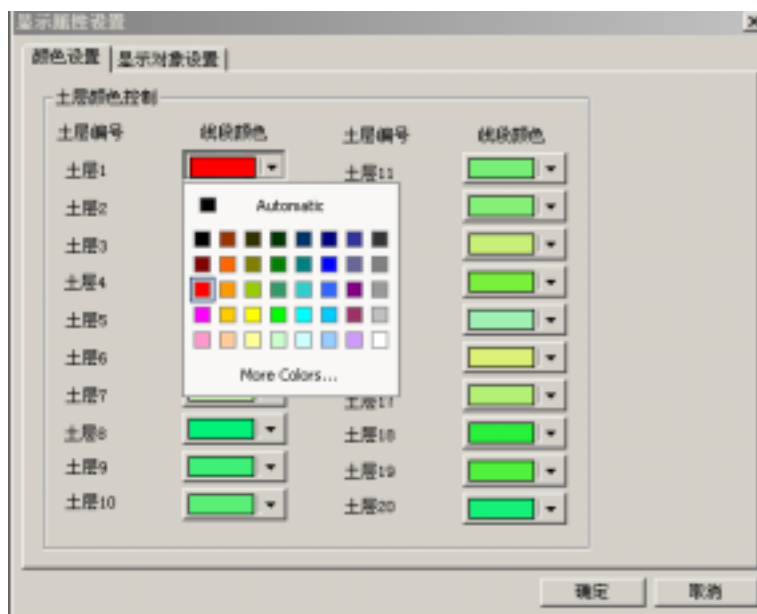 显示属性设置
颜色设置 显示对象设置
土层颜色控制
土层编号 线段颜色 土层编号 线段颜色
土层1 土层11
土层2
Automatic
土层3
土层4
土层5
土层6
More Colors...
土层7 土层17
土层8 土层18
土层9 土层19
土层10 土层20
确定 取消